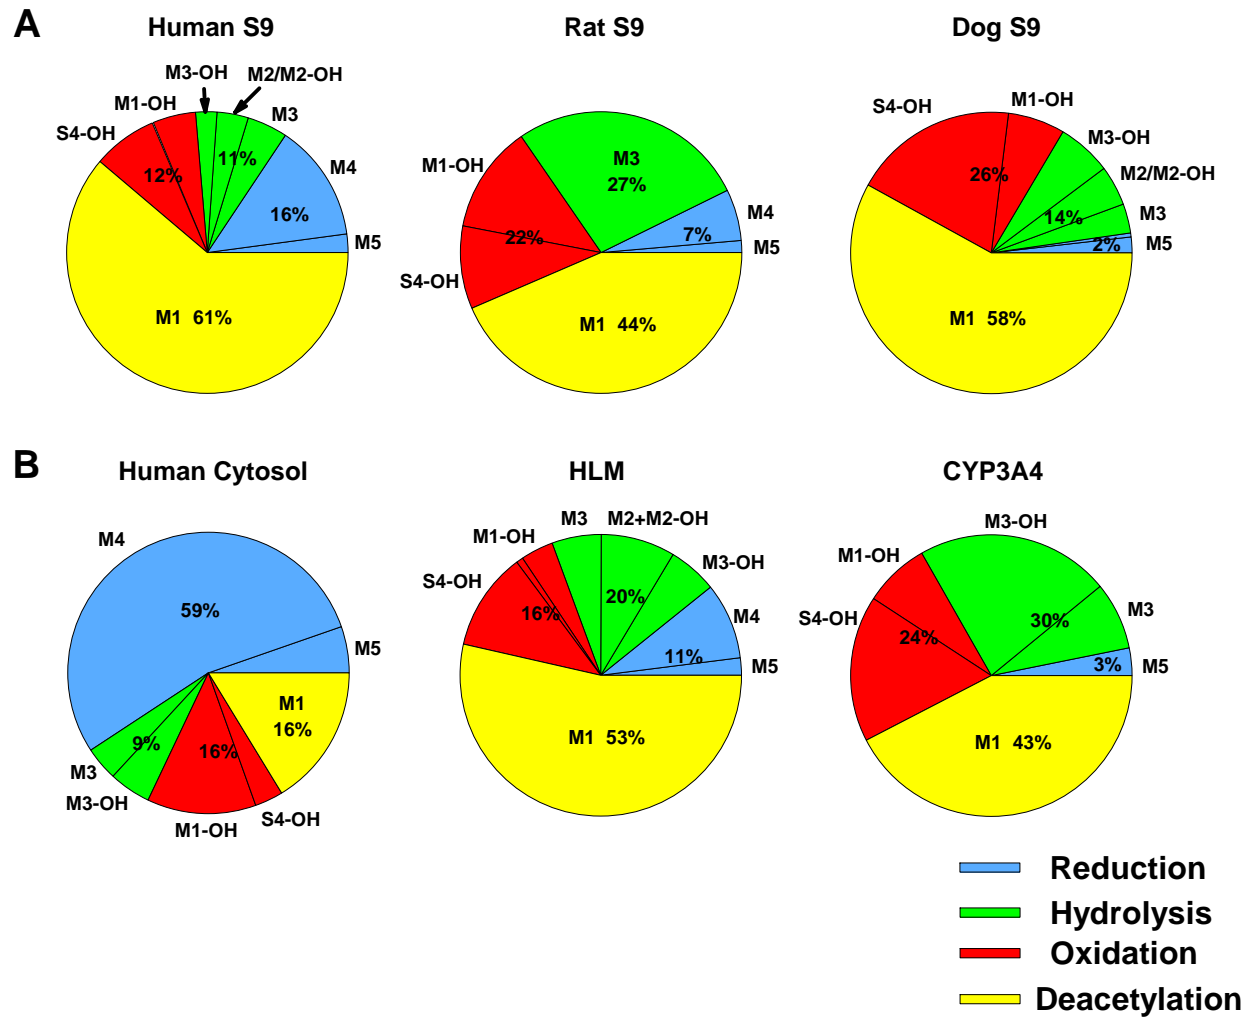 A
Human S9
Rat S9
Dog S9
M3-OH
M2/M2-OH
M1-OH
M3
S4-OH
11%
12%
M4
16%
M5
M1 61%
M1-OH
M3
27%
M4
22%
7%
M5
S4-OH
M1 44%
S4-OH
M1-OH
M3-OH
26%
M2/M2-OH
14%
M3
2%
M5
M1 58%
B
Human Cytosol
HLM
CYP3A4
M4
59%
M5
M1
16%
9%
16%
M3
M3-OH
M1-OH
S4-OH
M3
M2+M2-OH
M1-OH
M3-OH
S4-OH
20%
16%
M4
11%
M5
M1 53%
M3-OH
M1-OH
M3
S4-OH
30%
24%
3%
M5
M1 43%
Reduction
Hydrolysis
Oxidation
Deacetylation